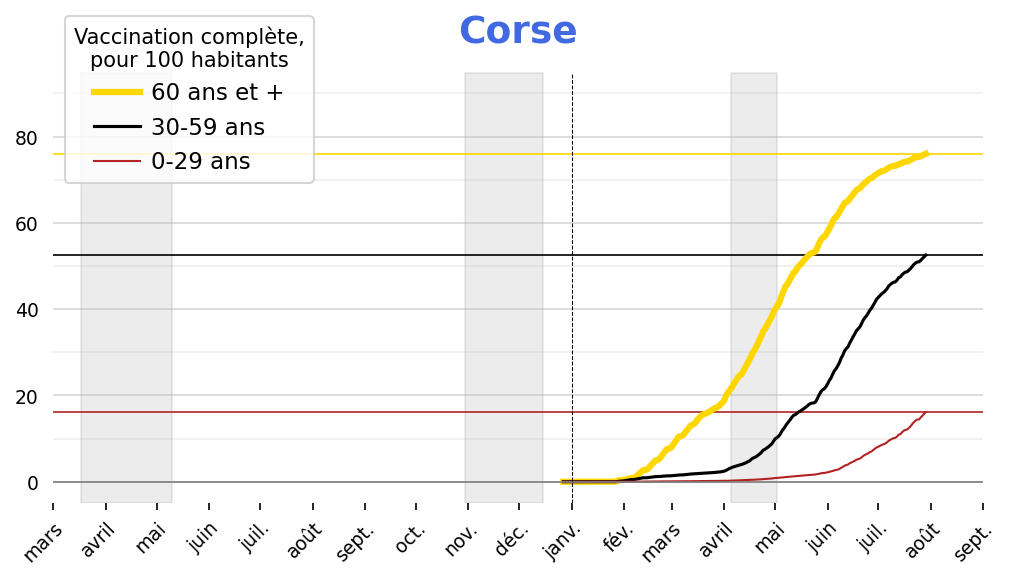 Corse
Vaccination complète,
pour 100 habitants
60 ans et +
30-59 ans
0-29 ans
80
60
40
20
0
mars avril mai juin juil. août sept. oct. nov. déc. janv. fév. mars avril mai juin juil. août sept.